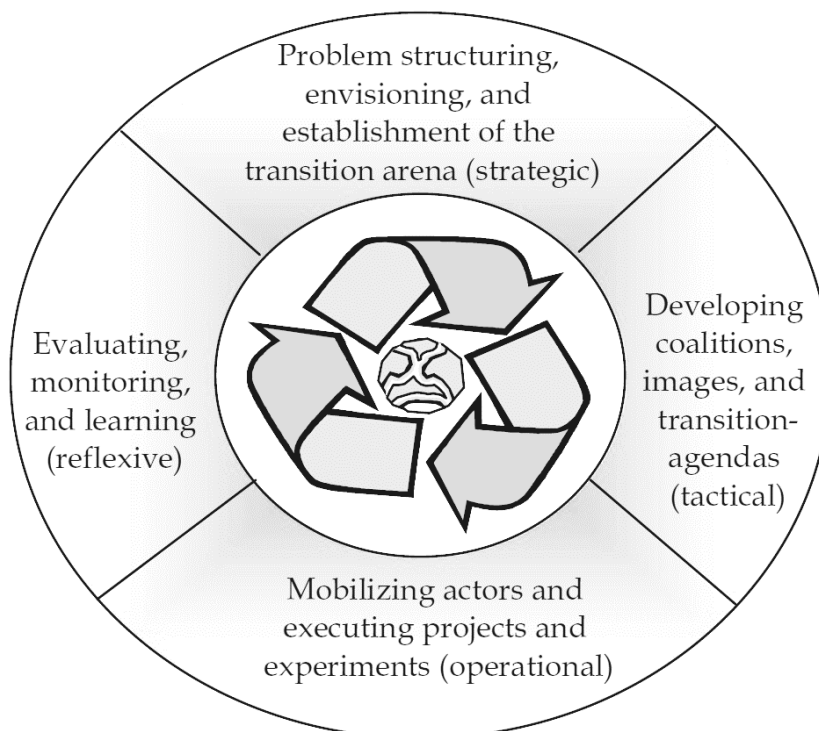 Problem structuring,
envisioning, and
establishment of the
transition arena (strategic)
Developing
coalitions,
images, and
transition-
agendas
(tactical)
Mobilizing actors and
executing projects and
experiments (operational)
Evaluating,
monitoring,
and learning
(reflexive)